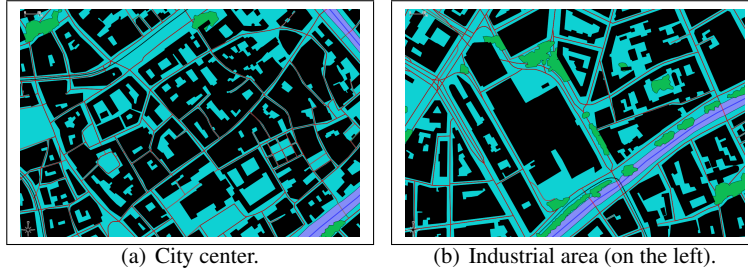 (a) City center.
(b) Industrial area (on the left).